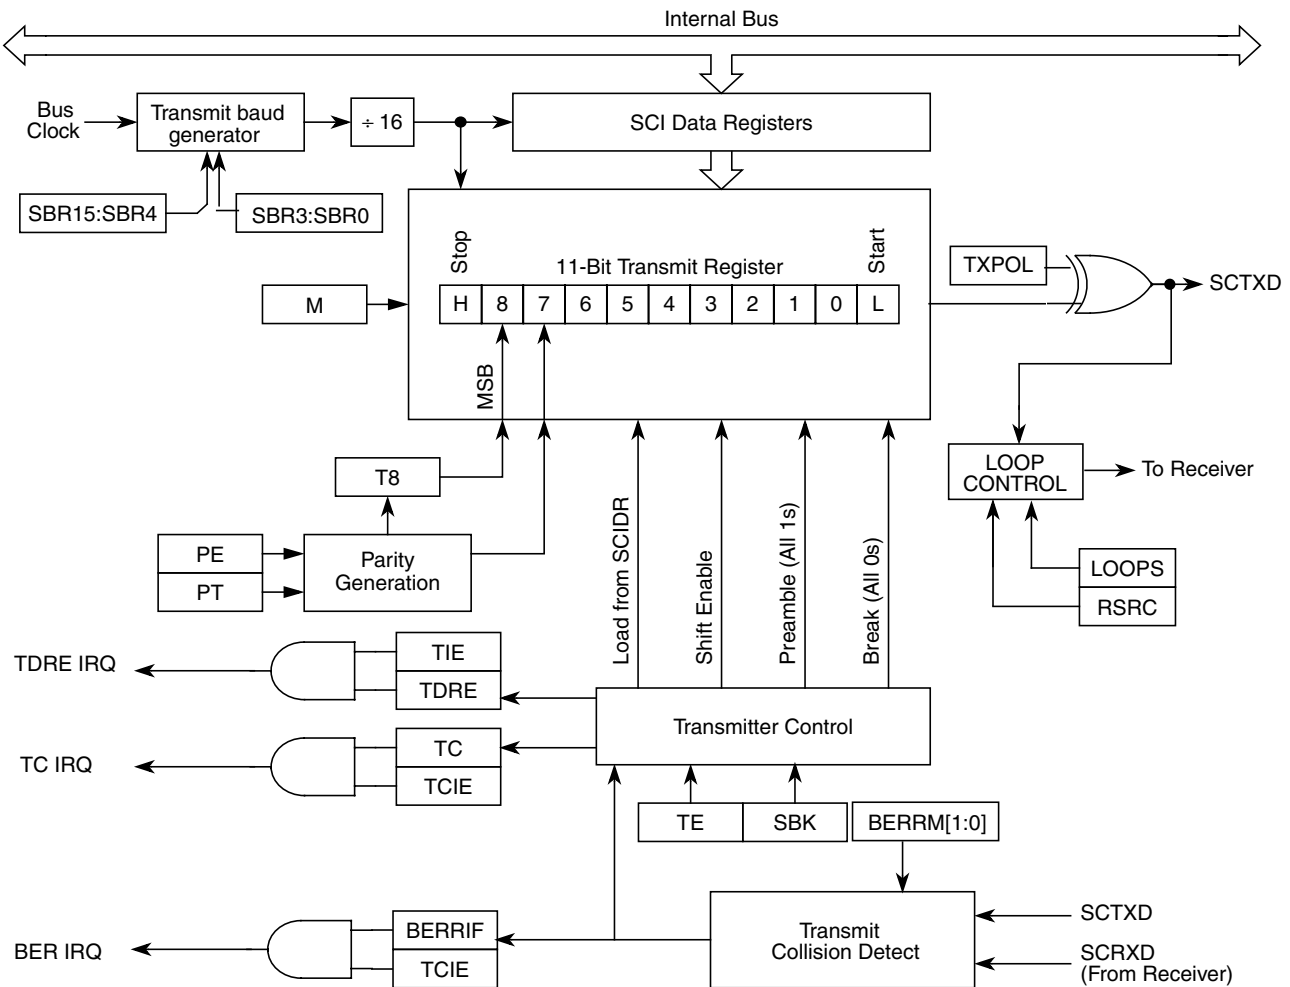 Internal Bus
Bus
Clock
Transmit baud
generator
÷ 16
SCI Data Registers
SBR15:SBR4
SBR3:SBR0
Stop
11-Bit Transmit Register
Start
H 8 7 6 5 4 3 2 1 0 L
M
MSB
TXPOL
SCTXD
LOOP
CONTROL
To Receiver
LOOPS
RSRC
T8
PE
PT
Parity
Generation
Load from SCIDR
Shift Enable
Preamble (All 1s)
Break (All 0s)
TDRE IRQ
TIE
TDRE
Transmitter Control
TC IRQ
TC
TCIE
TE
SBK
BERRM[1:0]
BER IRQ
BERRIF
TCIE
Transmit
Collision Detect
SCTXD
SCRXD
(From Receiver)